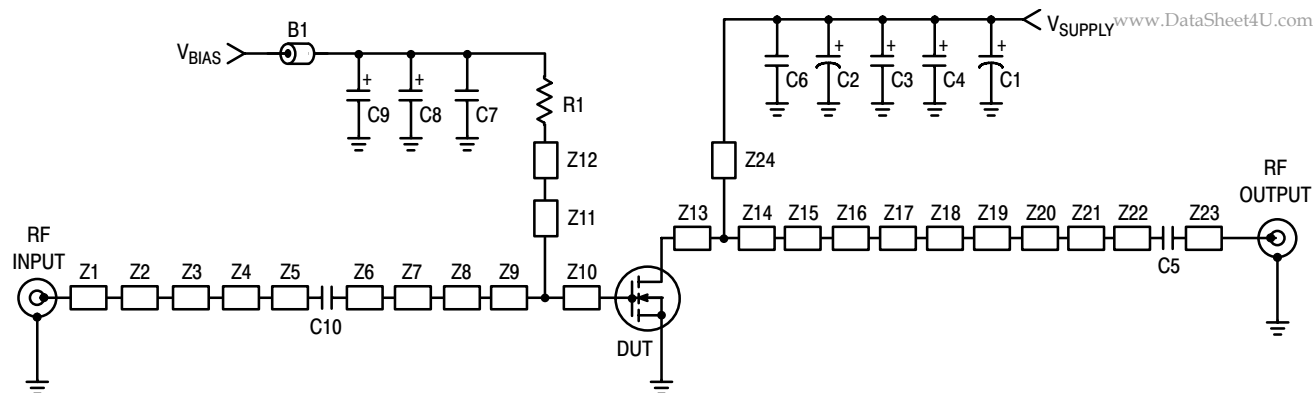 V_SUPPLY
www.DataSheet4U.com
V_BIAS
B1
+
+
C9
C8
C7
R1
Z12
Z11
+
+
+
+
C6
C2
C3
C4
C1
Z24
RF
INPUT
Z1
Z2
Z3
Z4
Z5
C10
Z6
Z7
Z8
Z9
Z10
DUT
Z13
Z14
Z15
Z16
Z17
Z18
Z19
Z20
Z21
Z22
C5
Z23
RF
OUTPUT